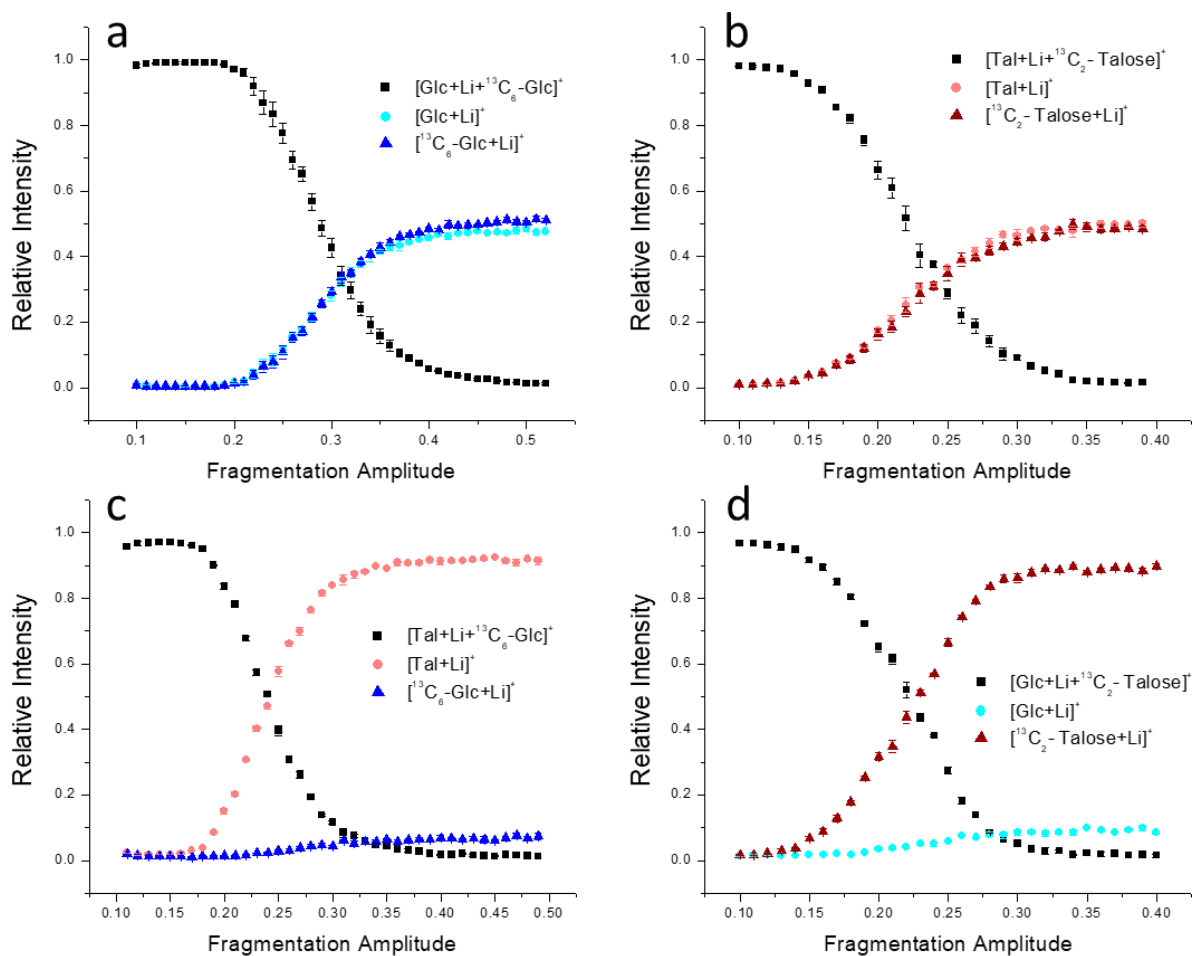 a
Relative Intensity
1.0
0.8
0.6
0.4
0.2
0.0
[Glc+Li+¹³C₆-Glc]⁺
[Glc+Li]⁺
[¹³C₆-Glc+Li]⁺
0.1 0.2 0.3 0.4 0.5
Fragmentation Amplitude
b
Relative Intensity
1.0
0.8
0.6
0.4
0.2
0.0
[Tal+Li+¹³C₂-Talose]⁺
[Tal+Li]⁺
[¹³C₂-Talose+Li]⁺
0.10 0.15 0.20 0.25 0.30 0.35 0.40
Fragmentation Amplitude
c
Relative Intensity
1.0
0.8
0.6
0.4
0.2
0.0
[Tal+Li+¹³C₆-Glc]⁺
[Tal+Li]⁺
[¹³C₆-Glc+Li]⁺
0.10 0.15 0.20 0.25 0.30 0.35 0.40 0.45 0.50
Fragmentation Amplitude
d
Relative Intensity
1.0
0.8
0.6
0.4
0.2
0.0
[Glc+Li+¹³C₂-Talose]⁺
[Glc+Li]⁺
[¹³C₂-Talose+Li]⁺
0.10 0.15 0.20 0.25 0.30 0.35 0.40
Fragmentation Amplitude